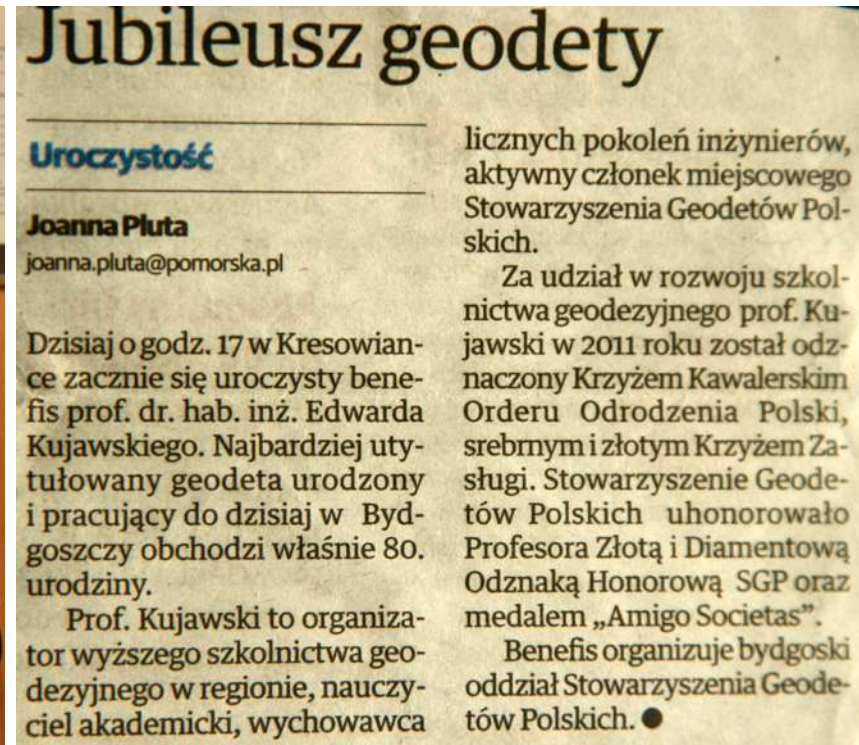 Jubileusz geodety
Uroczystość
Joanna Pluta
joanna.pluta@pomorska.pl
Dzisiaj o godz. 17 w Kresowian-
ce zacznie się uroczysty bene-
fis prof. dr. hab. inż. Edwarda
Kujawskiego. Najbardziej uty-
tułowany geodeta urodzony
i pracujący do dzisiaj w Byd-
goszczy obchodzi właśnie 80.
urodziny.
Prof. Kujawski to organiza-
tor wyższego szkolnictwa geo-
dezyjnego w regionie, nauczy-
ciel akademicki, wychowawca
licznych pokoleń inżynierów,
aktywny członek miejscowego
Stowarzyszenia Geodetów Pol-
skich.
Za udział w rozwoju szkol-
nictwa geodezyjnego prof. Ku-
jawski w 2011 roku został odz-
naczony Krzyżem Kawalerskim
Orderu Odrodzenia Polski,
srebrnym i złotym Krzyżem Za-
sługi. Stowarzyszenie Geode-
tów Polskich uhonorowało
Profesora Złotą i Diamentową
Odznaką Honorową SGP oraz
medalem „Amigo Societas”.
Benefis organizuje bydgoski
oddział Stowarzyszenia Geode-
tów Polskich.